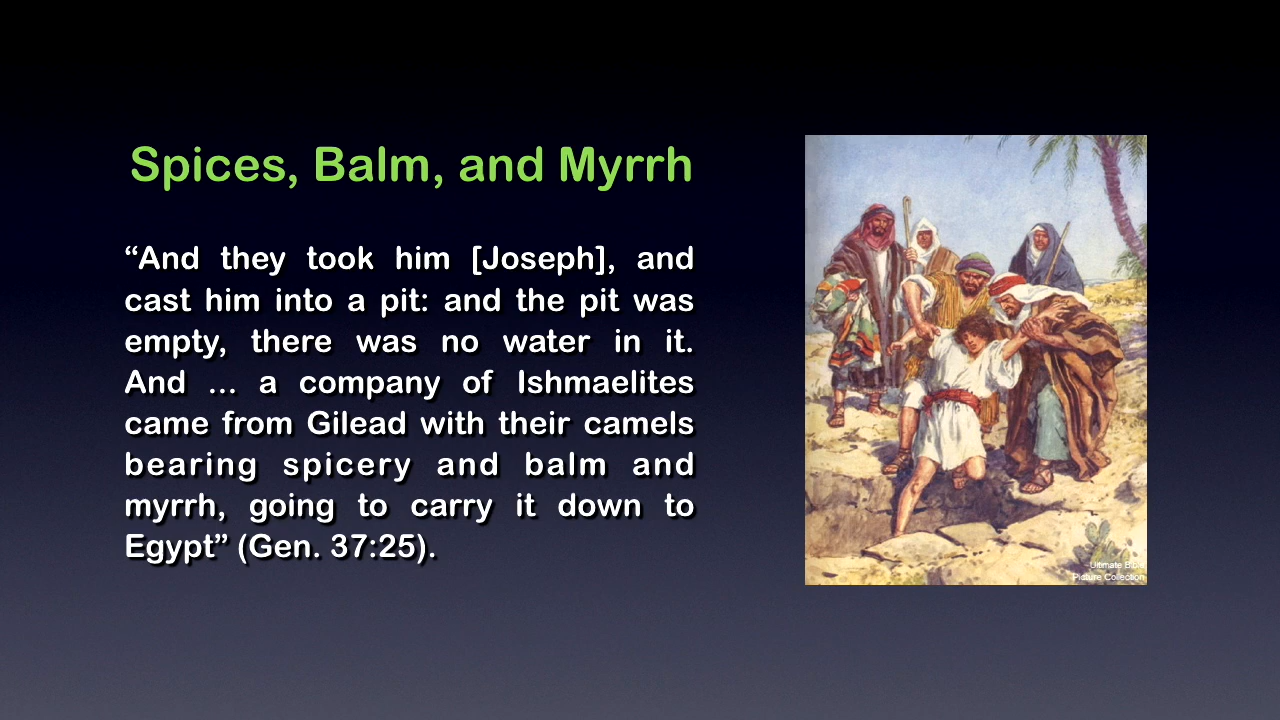 Spices, Balm, and Myrrh
“And they took him [Joseph], and
cast him into a pit: and the pit was
empty, there was no water in it.
And ... a company of Ishmaelites
came from Gilead with their camels
bearing spicery and balm and
myrrh, going to carry it down to
Egypt” (Gen. 37:25).
Ultimate Bible
Picture Collection